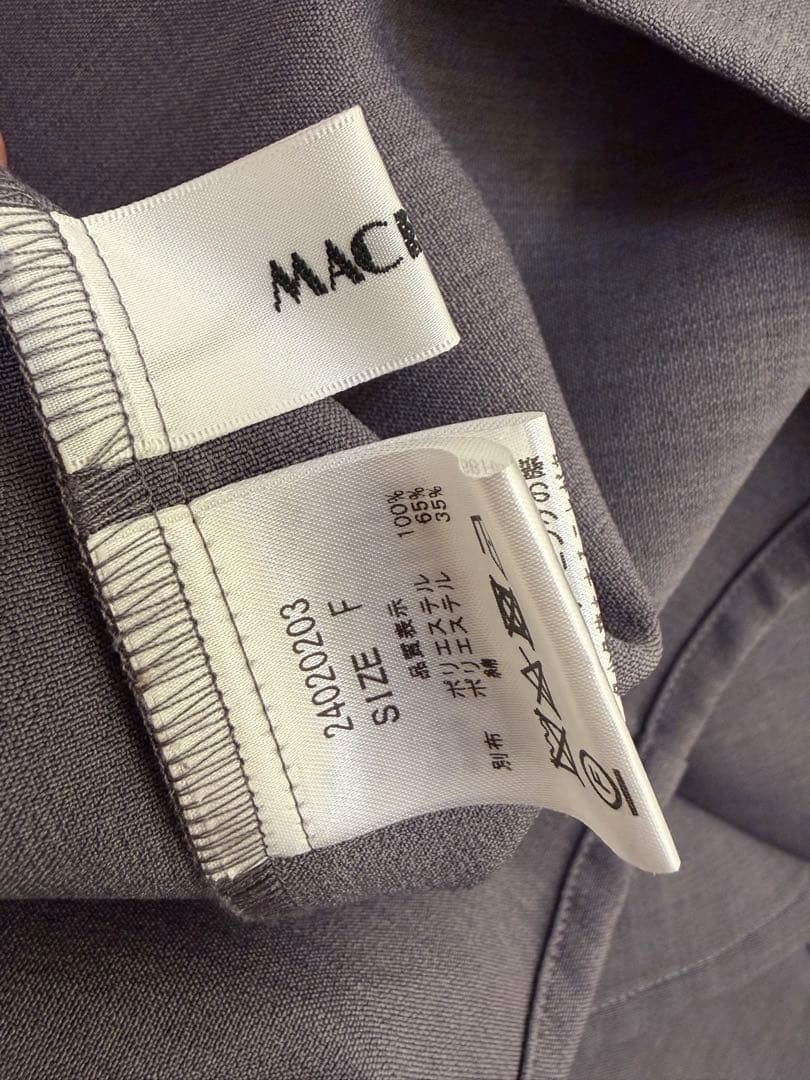 MAC
24020203
SIZE F
品質表示
ポリエステル 100%
別布 ポリエステル 65%
綿 35%